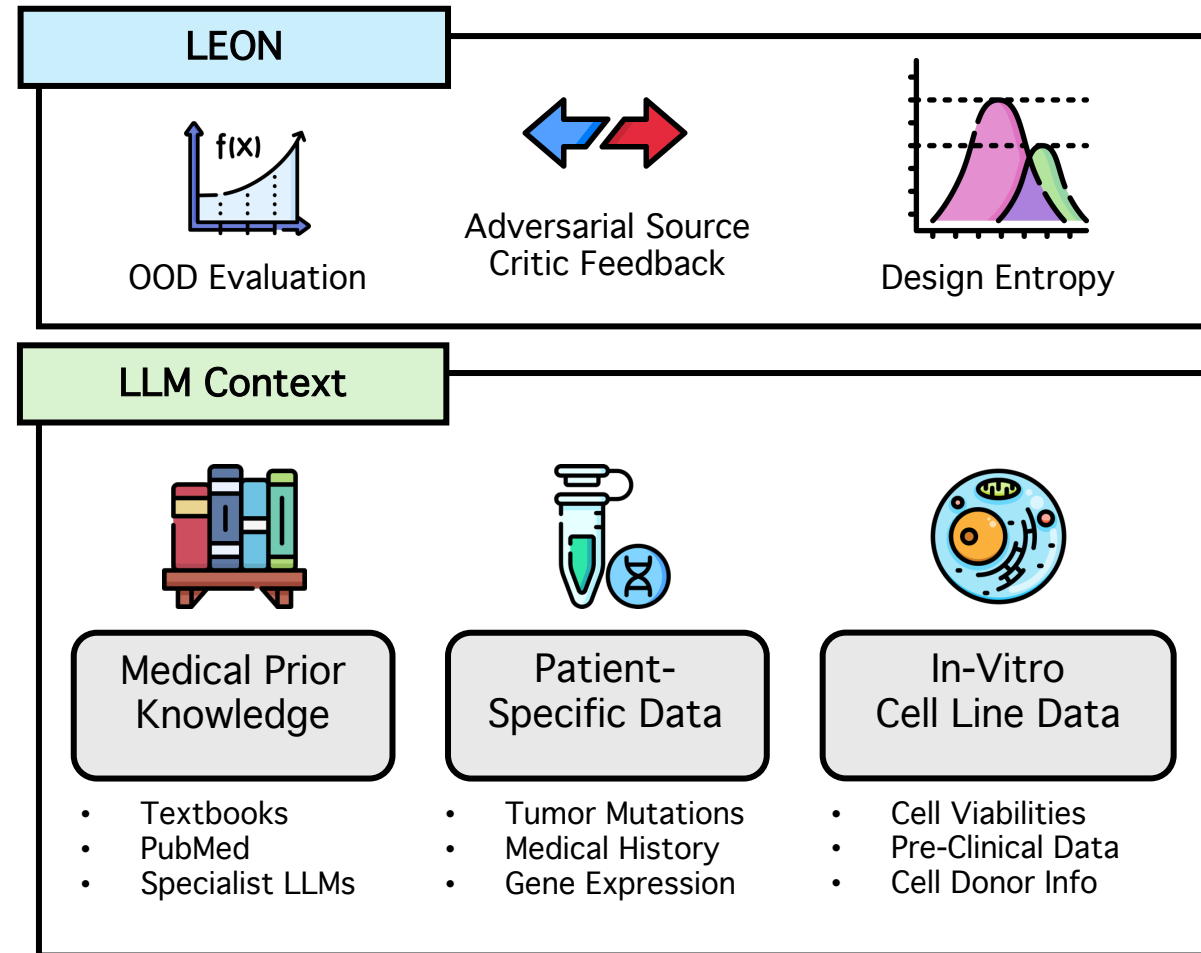 LEON
f(x)
OOD Evaluation
Adversarial Source
Critic Feedback
Design Entropy
LLM Context
Medical Prior
Knowledge
• Textbooks
• PubMed
• Specialist LLMs
Patient-
Specific Data
• Tumor Mutations
• Medical History
• Gene Expression
In-Vitro
Cell Line Data
• Cell Viabilities
• Pre-Clinical Data
• Cell Donor Info